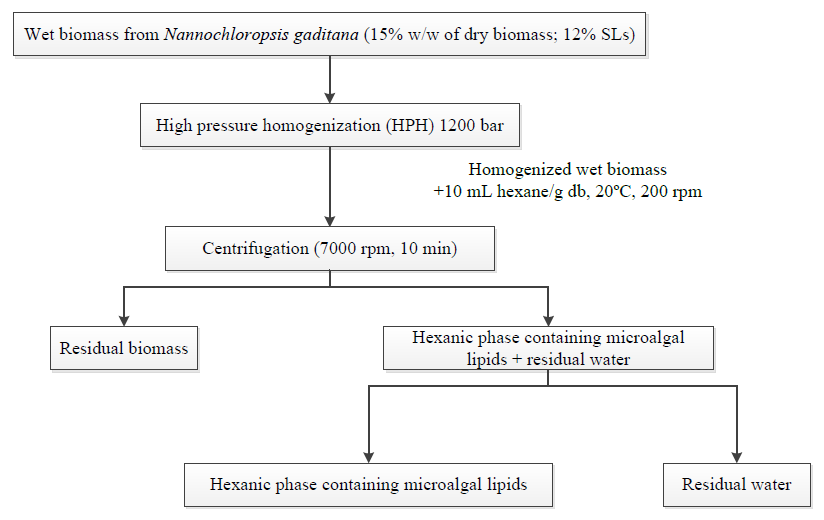 Wet biomass from Nannochloropsis gaditana (15% w/w of dry biomass; 12% SLs)
High pressure homogenization (HPH) 1200 bar
Homogenized wet biomass
+10 mL hexane/g db, 20ºC, 200 rpm
Centrifugation (7000 rpm, 10 min)
Residual biomass
Hexanic phase containing microalgal
lipids + residual water
Hexanic phase containing microalgal lipids
Residual water